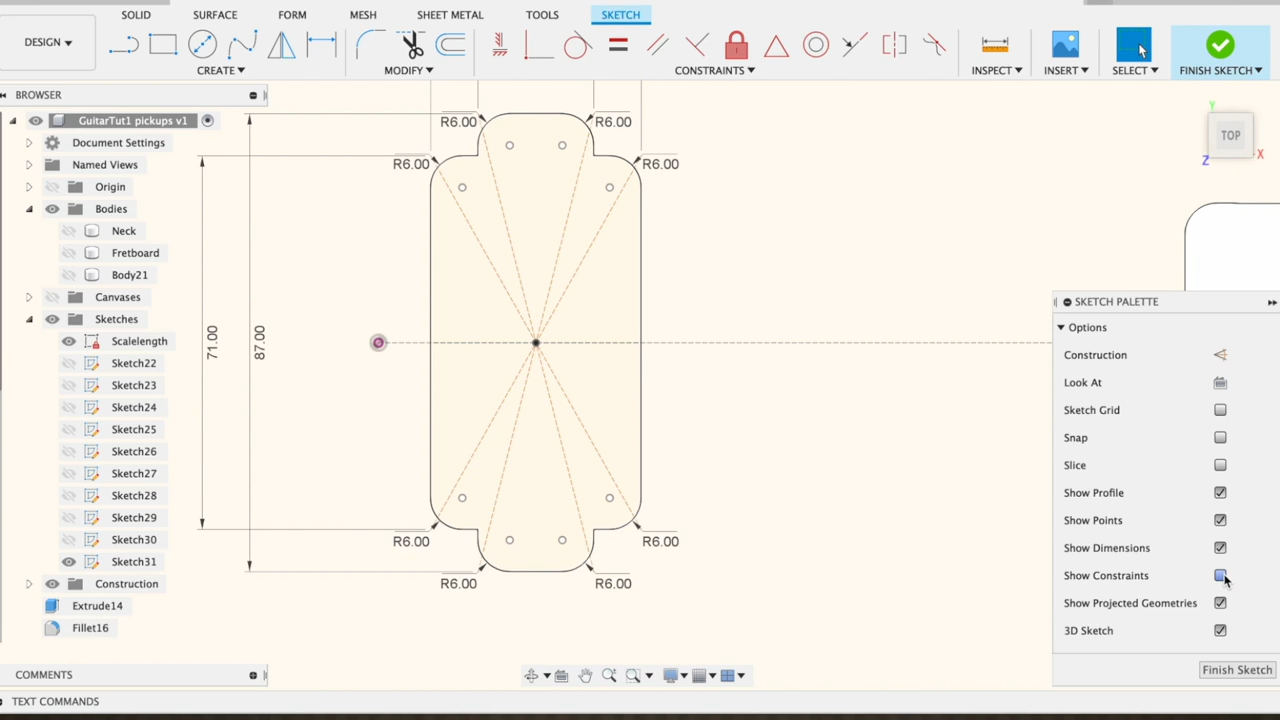 SOLID SURFACE FORM MESH SHEET METAL TOOLS SKETCH
DESIGN
CREATE MODIFY CONSTRAINTS INSPECT INSERT SELECT FINISH SKETCH
BROWSER
GuitarTut1 pickups v1
Document Settings
Named Views
Origin
Bodies
Neck
Fretboard
Body21
Canvases
Sketches
Scalelength
Sketch22
Sketch23
Sketch24
Sketch25
Sketch26
Sketch27
Sketch28
Sketch29
Sketch30
Sketch31
Construction
Extrude14
Fillet16
R6.00 R6.00
R6.00 R6.00
71.00
87.00
R6.00 R6.00
R6.00 R6.00
Y
TOP
Z X
SKETCH PALETTE
Options
Construction
Look At
Sketch Grid
Snap
Slice
Show Profile
Show Points
Show Dimensions
Show Constraints
Show Projected Geometries
3D Sketch
Finish Sketch
COMMENTS
TEXT COMMANDS